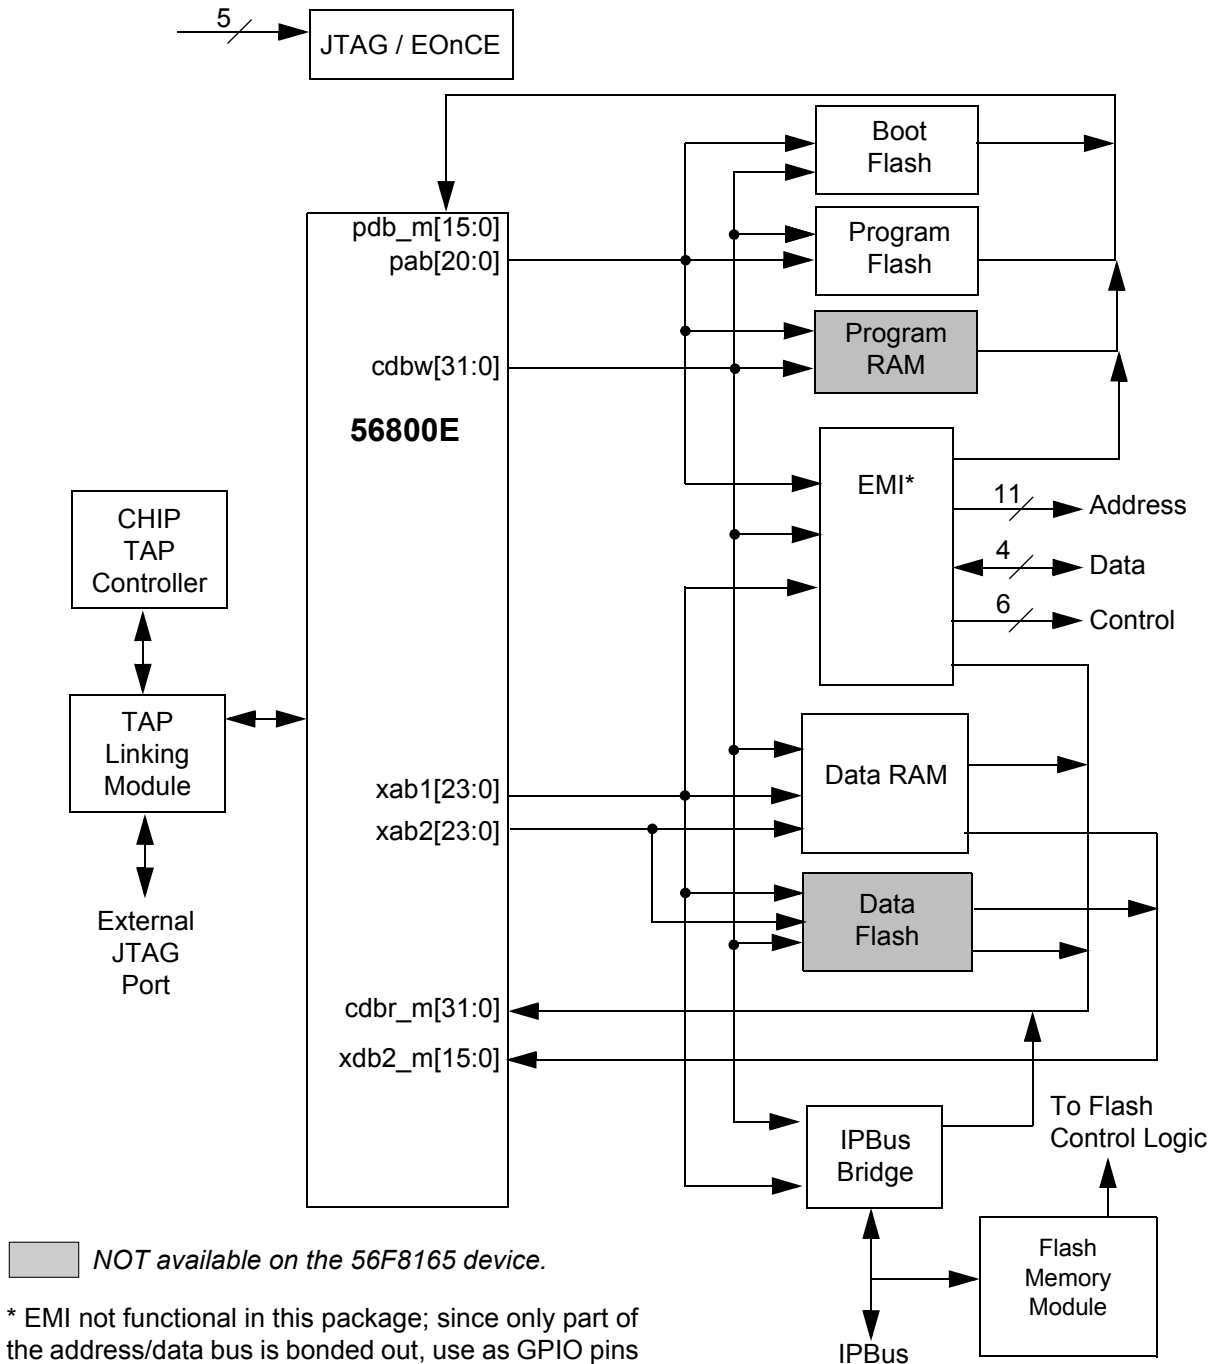 5
JTAG / EOnCE
Boot
Flash
pdb_m[15:0]
pab[20:0]
Program
Flash
cdbw[31:0]
Program
RAM
56800E
EMI*
11
Address
4
Data
6
Control
CHIP
TAP
Controller
TAP
Linking
Module
External
JTAG
Port
xab1[23:0]
xab2[23:0]
Data RAM
Data
Flash
cdbr_m[31:0]
xdb2_m[15:0]
IPBus
Bridge
To Flash
Control Logic
Flash
Memory
Module
IPBus
NOT available on the 56F8165 device.
* EMI not functional in this package; since only part of
the address/data bus is bonded out, use as GPIO pins